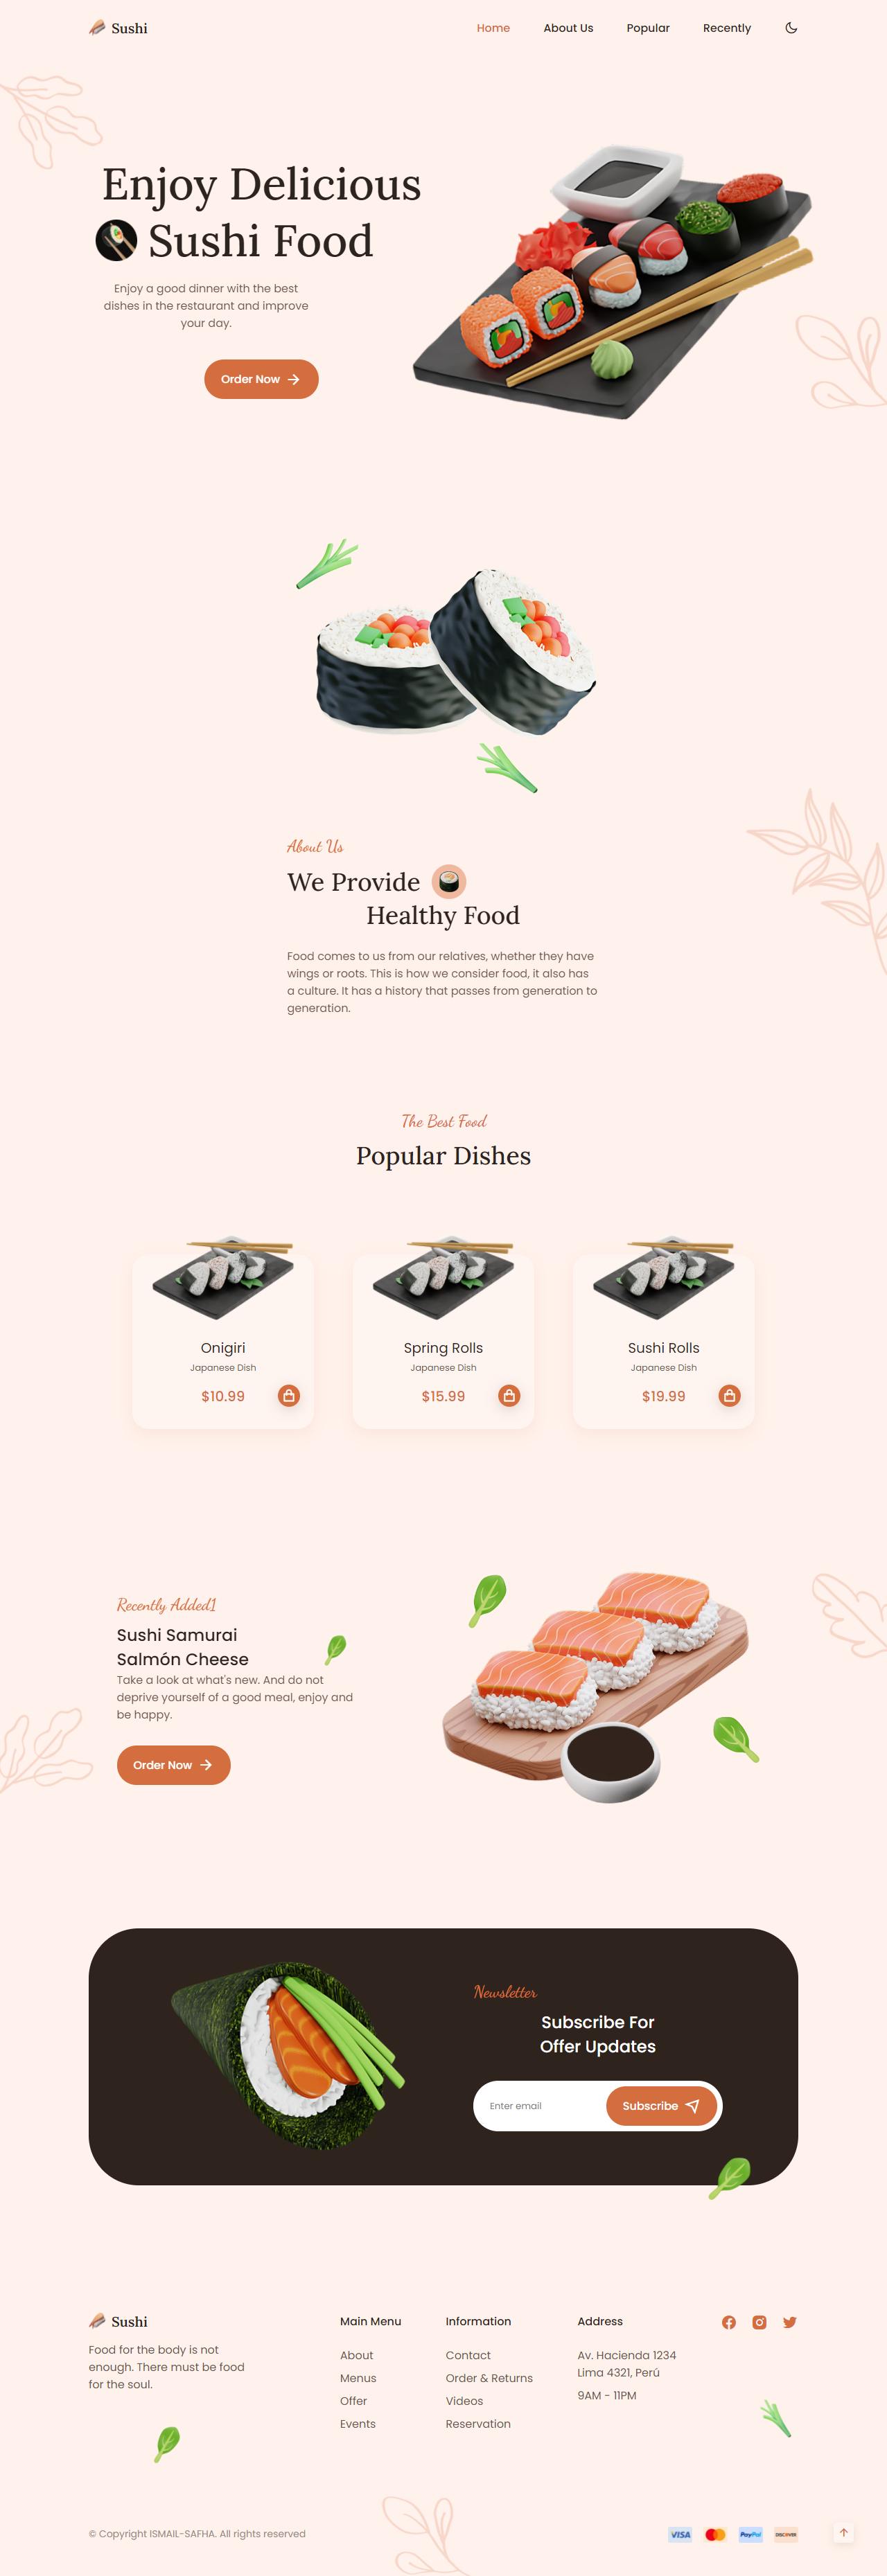 Sushi
Home
About Us
Popular
Recently
Enjoy Delicious
Sushi Food
Enjoy a good dinner with the best
dishes in the restaurant and improve
your day.
Order Now
About Us
We Provide
Healthy Food
Food comes to us from our relatives, whether they have
wings or roots. This is how we consider food, it also has
a culture. It has a history that passes from generation to
generation.
The Best Food
Popular Dishes
Onigiri
Japanese Dish
$10.99
Spring Rolls
Japanese Dish
$15.99
Sushi Rolls
Japanese Dish
$19.99
Recently Added1
Sushi Samurai
Salmón Cheese
Take a look at what's new. And do not
deprive yourself of a good meal, enjoy and
be happy.
Order Now
Newsletter
Subscribe For
Offer Updates
Enter email
Subscribe
Sushi
Food for the body is not
enough. There must be food
for the soul.
Main Menu
About
Menus
Offer
Events
Information
Contact
Order & Returns
Videos
Reservation
Address
Av. Hacienda 1234
Lima 4321, Perú
9AM - 11PM
© Copyright ISMAIL-SAFHA. All rights reserved
VISA
PayPal
DISCOVER